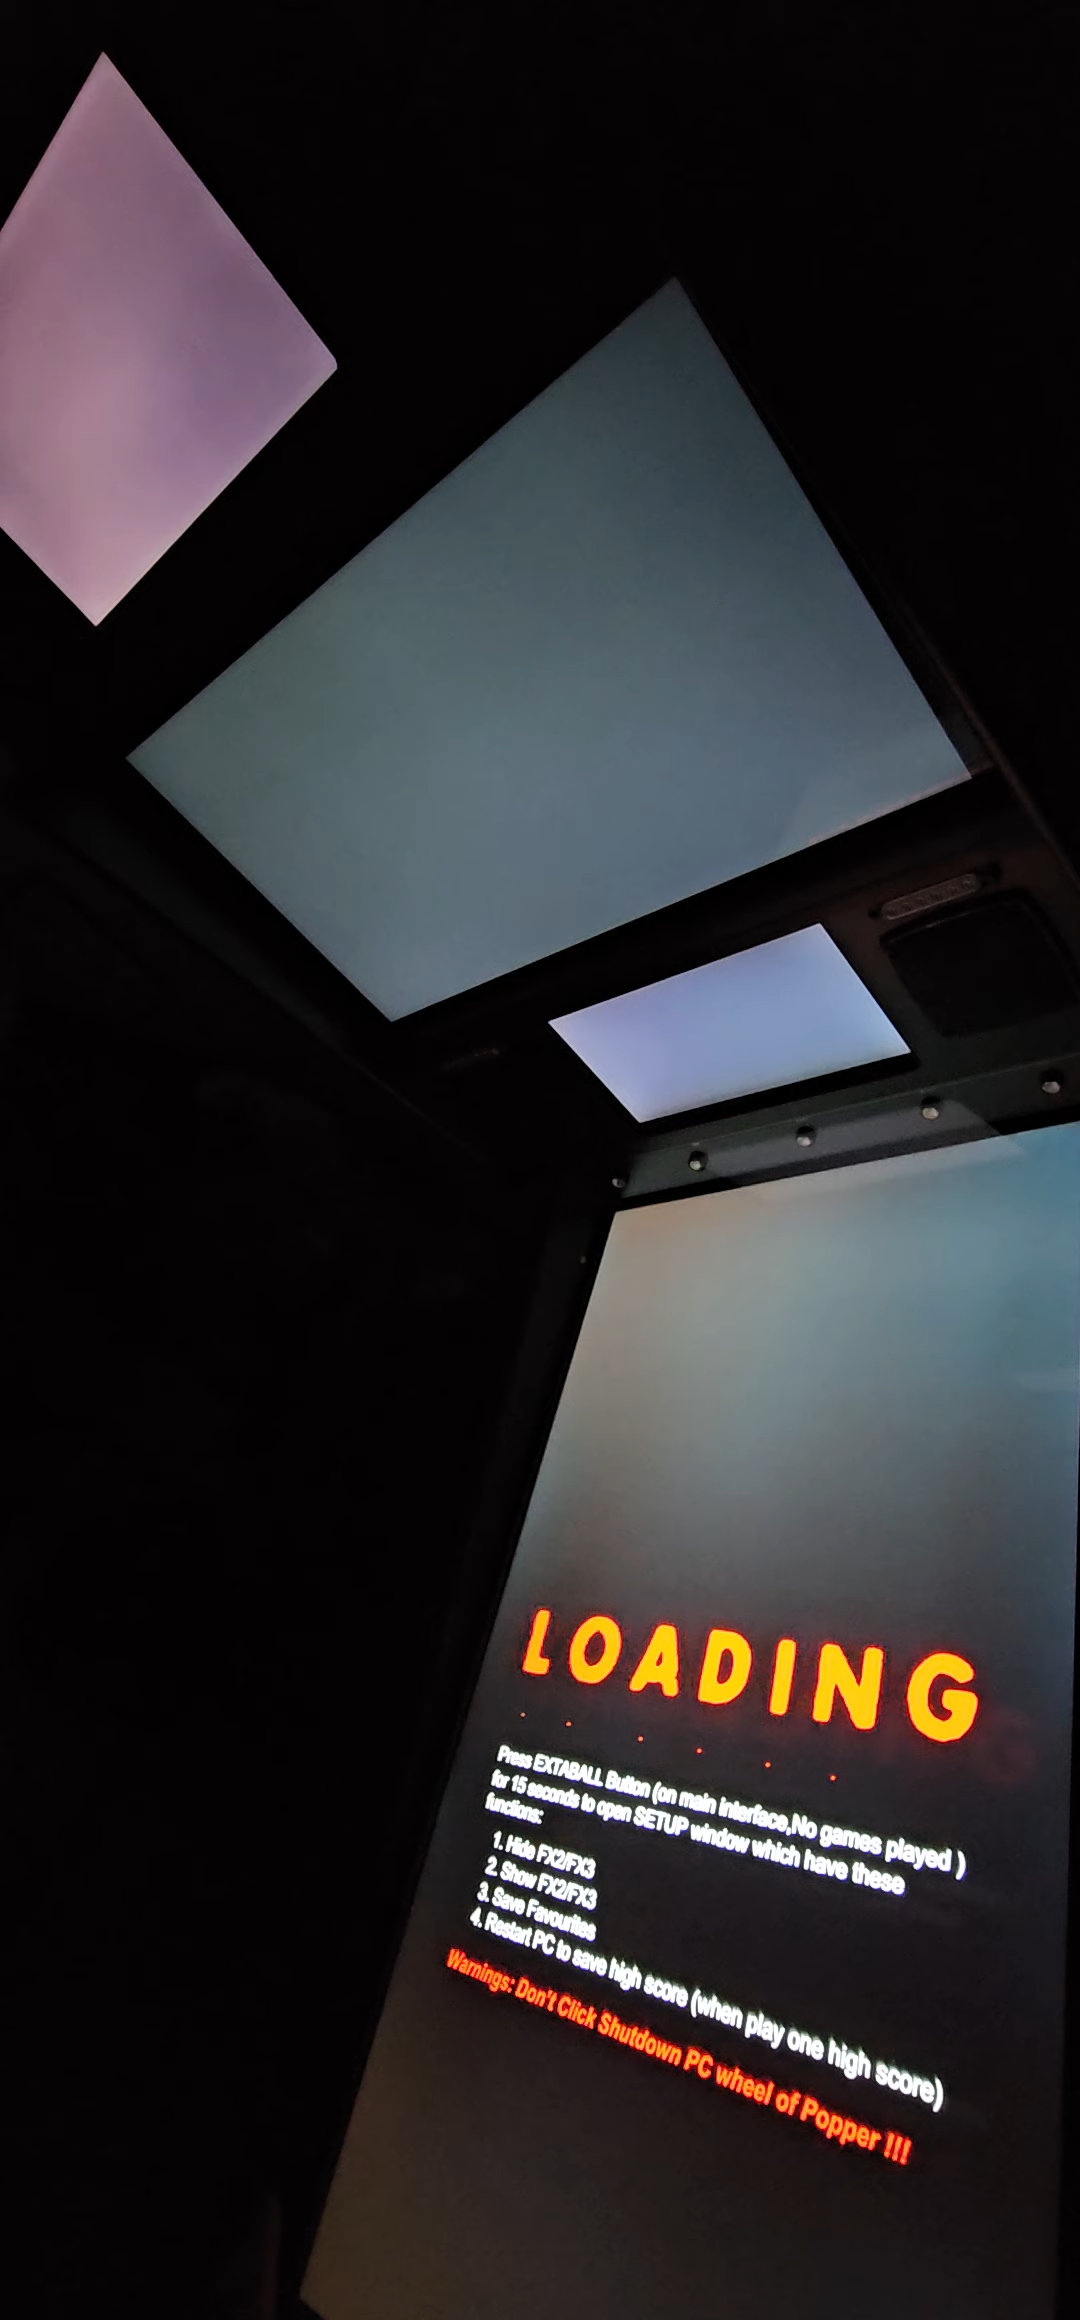 LOADING
Press EXTABALL Button (on main interface,No games played )
for 15 seconds to open SETUP window which have these
functions:
1. Hide FX2/FX3
2. Show FX2/FX3
3. Save Favourites
4. Restart PC to save high score (when play one high score)
Warnings: Don't Click Shutdown PC wheel of Popper !!!